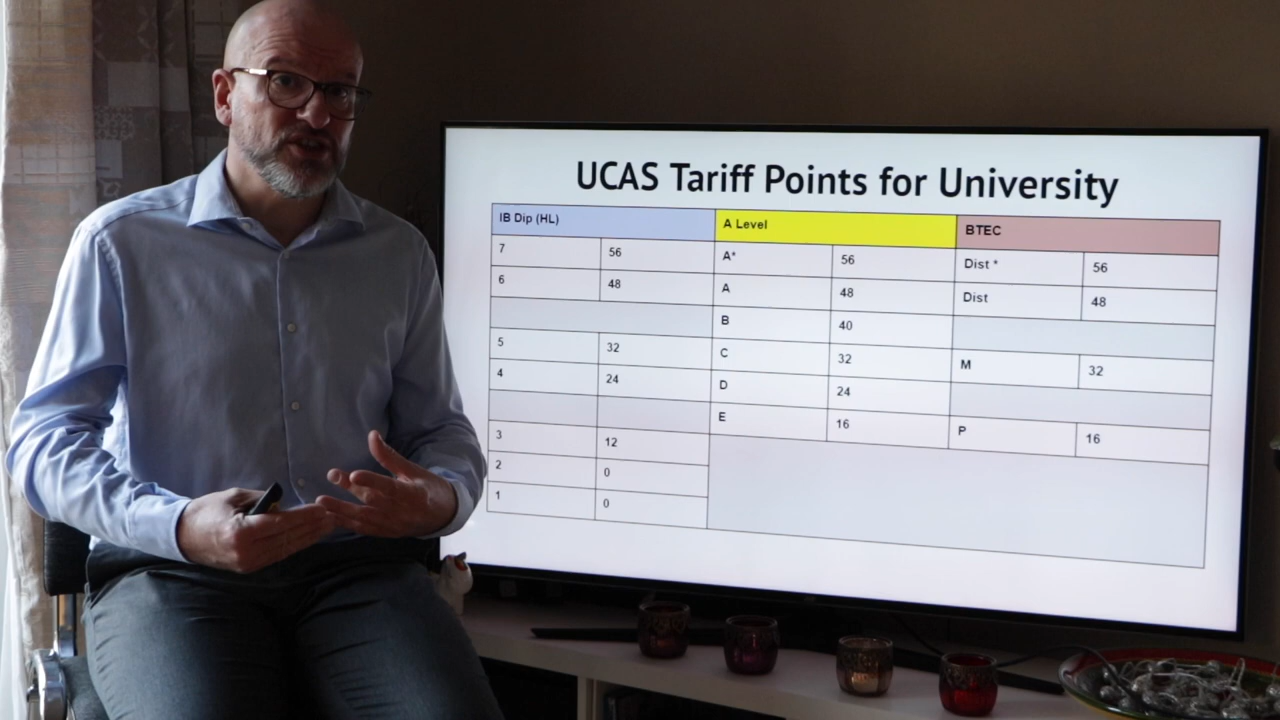 UCAS Tariff Points for University
IB Dip (HL) A Level BTEC
7 56 A* 56 Dist * 56
6 48 A 48 Dist 48
B 40
5 32 C 32 M 32
4 24 D 24
E 16 P 16
3 12
2 0
1 0